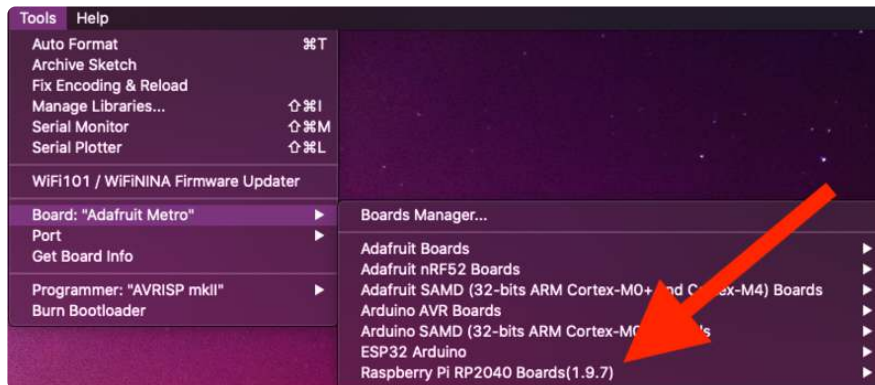 Tools Help
Auto Format ⌘T
Archive Sketch
Fix Encoding & Reload
Manage Libraries... ⇧⌘I
Serial Monitor ⇧⌘M
Serial Plotter ⇧⌘L
WiFi101 / WiFiNINA Firmware Updater
Board: "Adafruit Metro"
Port
Get Board Info
Programmer: "AVRISP mkII"
Burn Bootloader
Boards Manager...
Adafruit Boards
Adafruit nRF52 Boards
Adafruit SAMD (32-bits ARM Cortex-M0+ and Cortex-M4) Boards
Arduino AVR Boards
Arduino SAMD (32-bits ARM
ESP32 Arduino
Raspberry Pi RP2040 Boards(1.9.7)